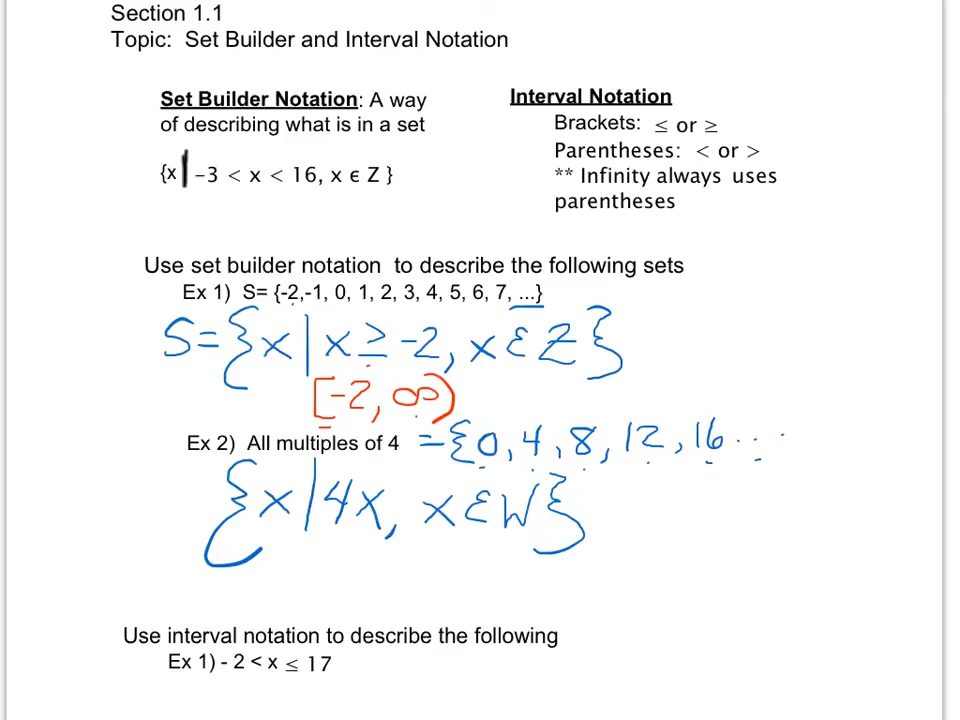 Section 1.1
Topic: Set Builder and Interval Notation
Set Builder Notation: A way
of describing what is in a set
{x | -3 < x < 16, x ϵ Z }
Interval Notation
Brackets: ≤ or ≥
Parentheses: < or >
** Infinity always uses
parentheses
Use set builder notation to describe the following sets
Ex 1) S= {-2,-1, 0, 1, 2, 3, 4, 5, 6, 7, ...}
S={x|x ≥ -2, x ε Z}
[-2, ∞)
Ex 2) All multiples of 4 = {0, 4, 8, 12, 16 ...
{x|4x, x ε W}
Use interval notation to describe the following
Ex 1) - 2 < x ≤ 17